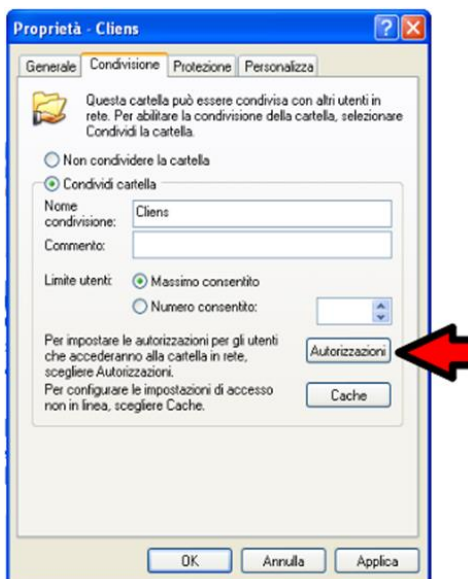 Proprietà - Cliens
Generale Condivisione Protezione Personalizza
Questa cartella può essere condivisa con altri utenti in
rete. Per abilitare la condivisione della cartella, selezionare
Condividi la cartella.
Non condividere la cartella
Condividi cartella
Nome
condivisione:
Cliens
Commento:
Limite utenti:
Massimo consentito
Numero consentito:
Per impostare le autorizzazioni per gli utenti
che accederanno alla cartella in rete,
scegliere Autorizzazioni.
Autorizzazioni
Per configurare le impostazioni di accesso
non in linea, scegliere Cache.
Cache
OK Annulla Applica